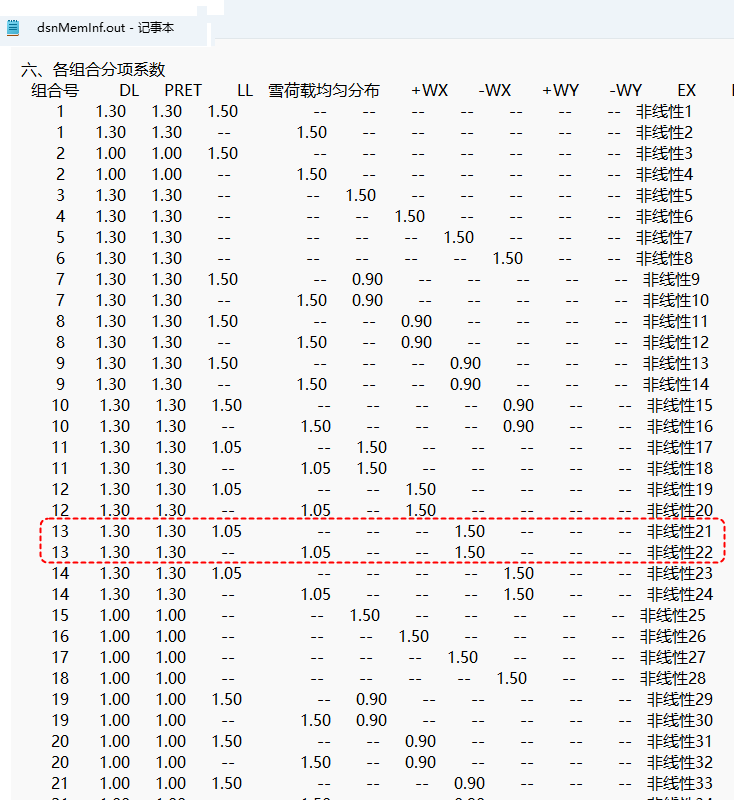 dsnMemInf.out - 记事本
六、各组合分项系数
组合号 DL PRET LL 雪荷载均匀分布 +WX -WX +WY -WY EX
1 1.30 1.30 1.50 -- -- -- -- -- -- -- 非线性1
1 1.30 1.30 -- 1.50 -- -- -- -- -- -- 非线性2
2 1.00 1.00 1.50 -- -- -- -- -- -- -- 非线性3
2 1.00 1.00 -- 1.50 -- -- -- -- -- -- 非线性4
3 1.30 1.30 -- -- 1.50 -- -- -- -- -- 非线性5
4 1.30 1.30 -- -- -- 1.50 -- -- -- -- 非线性6
5 1.30 1.30 -- -- -- -- 1.50 -- -- -- 非线性7
6 1.30 1.30 -- -- -- -- -- 1.50 -- -- 非线性8
7 1.30 1.30 1.50 -- 0.90 -- -- -- -- -- 非线性9
7 1.30 1.30 -- 1.50 0.90 -- -- -- -- -- 非线性10
8 1.30 1.30 1.50 -- -- 0.90 -- -- -- -- 非线性11
8 1.30 1.30 -- 1.50 -- 0.90 -- -- -- -- 非线性12
9 1.30 1.30 1.50 -- -- -- 0.90 -- -- -- 非线性13
9 1.30 1.30 -- 1.50 -- -- 0.90 -- -- -- 非线性14
10 1.30 1.30 1.50 -- -- -- -- 0.90 -- -- 非线性15
10 1.30 1.30 -- 1.50 -- -- -- 0.90 -- -- 非线性16
11 1.30 1.30 1.05 -- 1.50 -- -- -- -- -- 非线性17
11 1.30 1.30 -- 1.05 1.50 -- -- -- -- -- 非线性18
12 1.30 1.30 1.05 -- -- 1.50 -- -- -- -- 非线性19
12 1.30 1.30 -- 1.05 -- 1.50 -- -- -- -- 非线性20
13 1.30 1.30 1.05 -- -- -- 1.50 -- -- -- 非线性21
13 1.30 1.30 -- 1.05 -- -- 1.50 -- -- -- 非线性22
14 1.30 1.30 1.05 -- -- -- -- 1.50 -- -- 非线性23
14 1.30 1.30 -- 1.05 -- -- -- 1.50 -- -- 非线性24
15 1.00 1.00 -- -- 1.50 -- -- -- -- -- 非线性25
16 1.00 1.00 -- -- -- 1.50 -- -- -- -- 非线性26
17 1.00 1.00 -- -- -- -- 1.50 -- -- -- 非线性27
18 1.00 1.00 -- -- -- -- -- 1.50 -- -- 非线性28
19 1.00 1.00 1.50 -- 0.90 -- -- -- -- -- 非线性29
19 1.00 1.00 -- 1.50 0.90 -- -- -- -- -- 非线性30
20 1.00 1.00 1.50 -- -- 0.90 -- -- -- -- 非线性31
20 1.00 1.00 -- 1.50 -- 0.90 -- -- -- -- 非线性32
21 1.00 1.00 1.50 -- -- -- 0.90 -- -- -- 非线性33